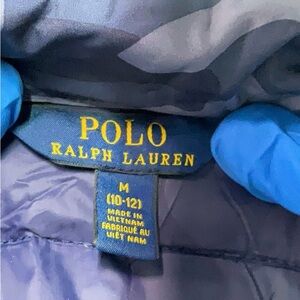 POLO
RALPH LAUREN
M
(10-12)
MADE IN
VIETNAM
FABRIQUÉ AU
VIÊT NAM